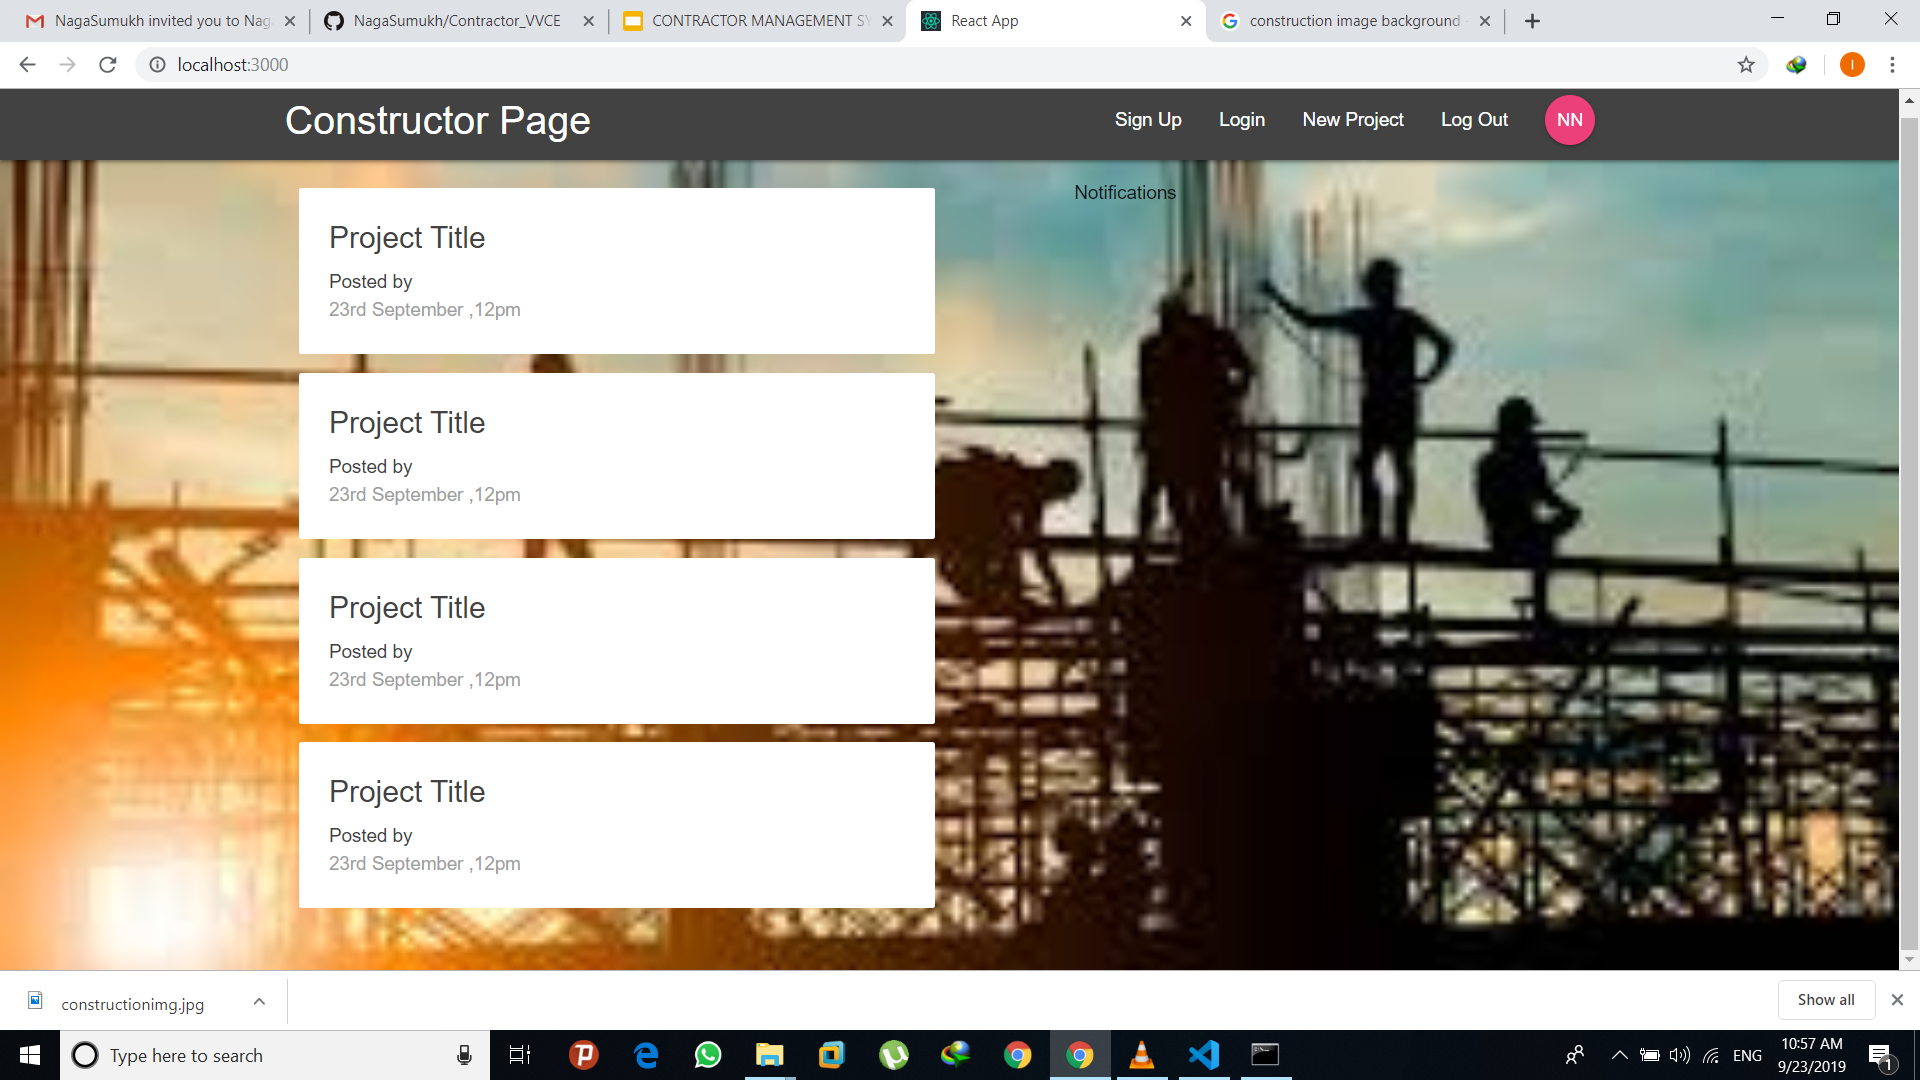 NagaSumukh invited you to Nag
NagaSumukh/Contractor_VVCE
CONTRACTOR MANAGEMENT SY
React App
construction image background
localhost:3000
I
Constructor Page
Sign Up
Login
New Project
Log Out
NN
Notifications
Project Title
Posted by
23rd September ,12pm
Project Title
Posted by
23rd September ,12pm
Project Title
Posted by
23rd September ,12pm
Project Title
Posted by
23rd September ,12pm
constructionimg.jpg
Show all
Type here to search
ENG
10:57 AM
9/23/2019
1